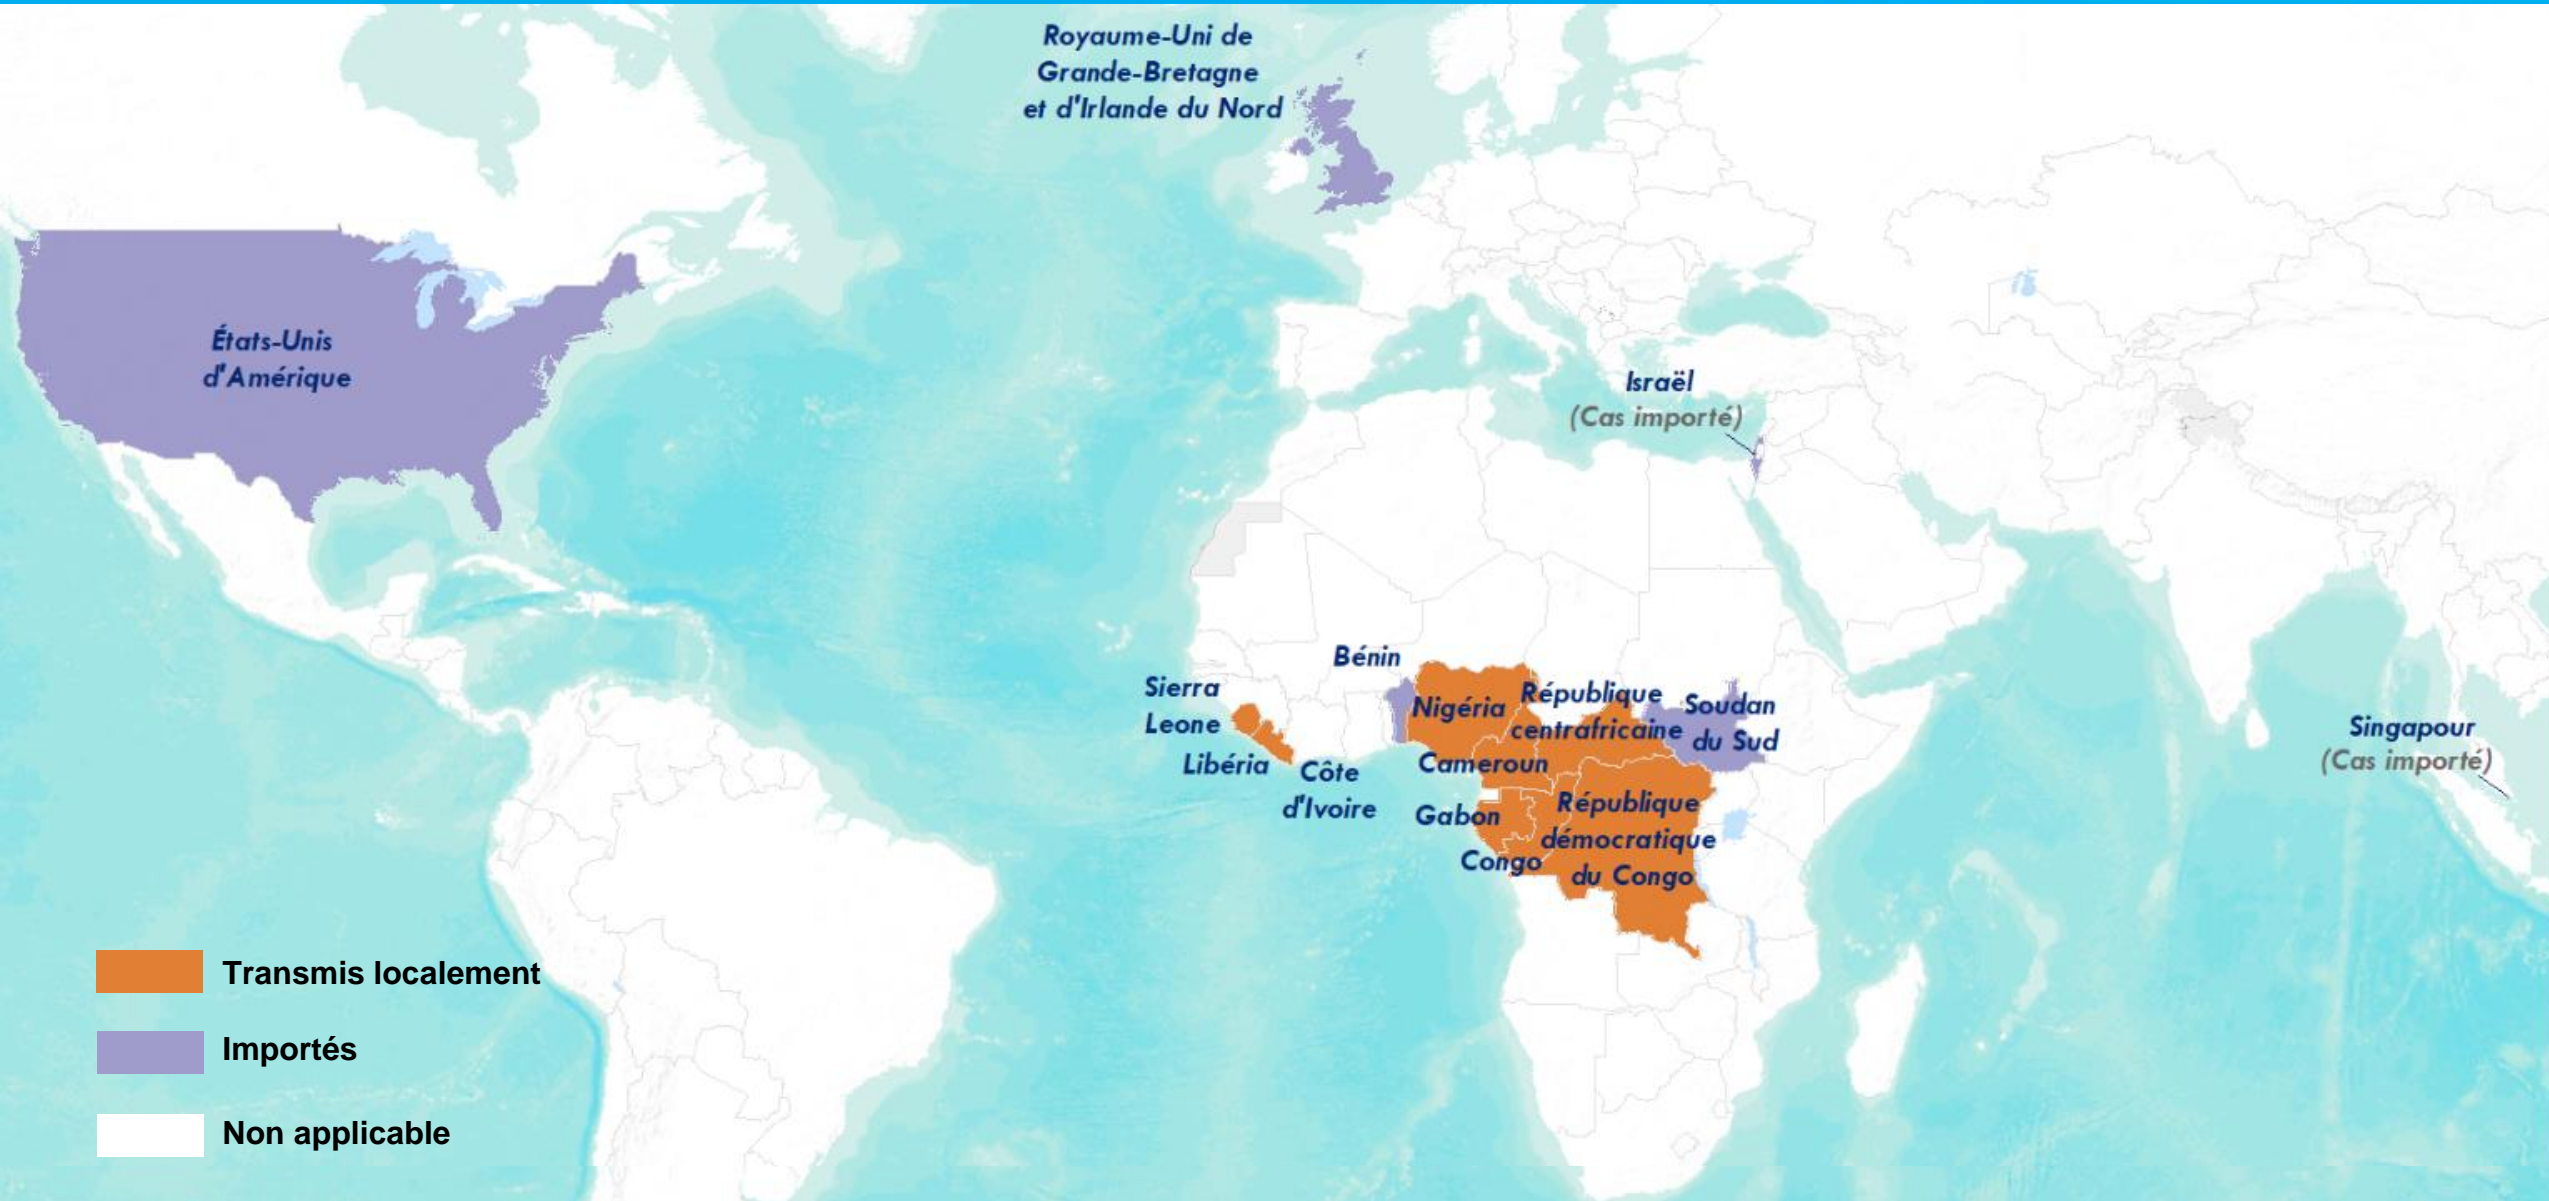 Royaume-Uni de
Grande-Bretagne
et d'Irlande du Nord
États-Unis
d'Amérique
Israël
(Cas importé)
Bénin
Sierra
Leone
Libéria
Côte
d'Ivoire
Nigéria
République
centrafricaine
Soudan
du Sud
Cameroun
Gabon
Congo
République
démocratique
du Congo
Singapour
(Cas importé)
Transmis localement
Importés
Non applicable